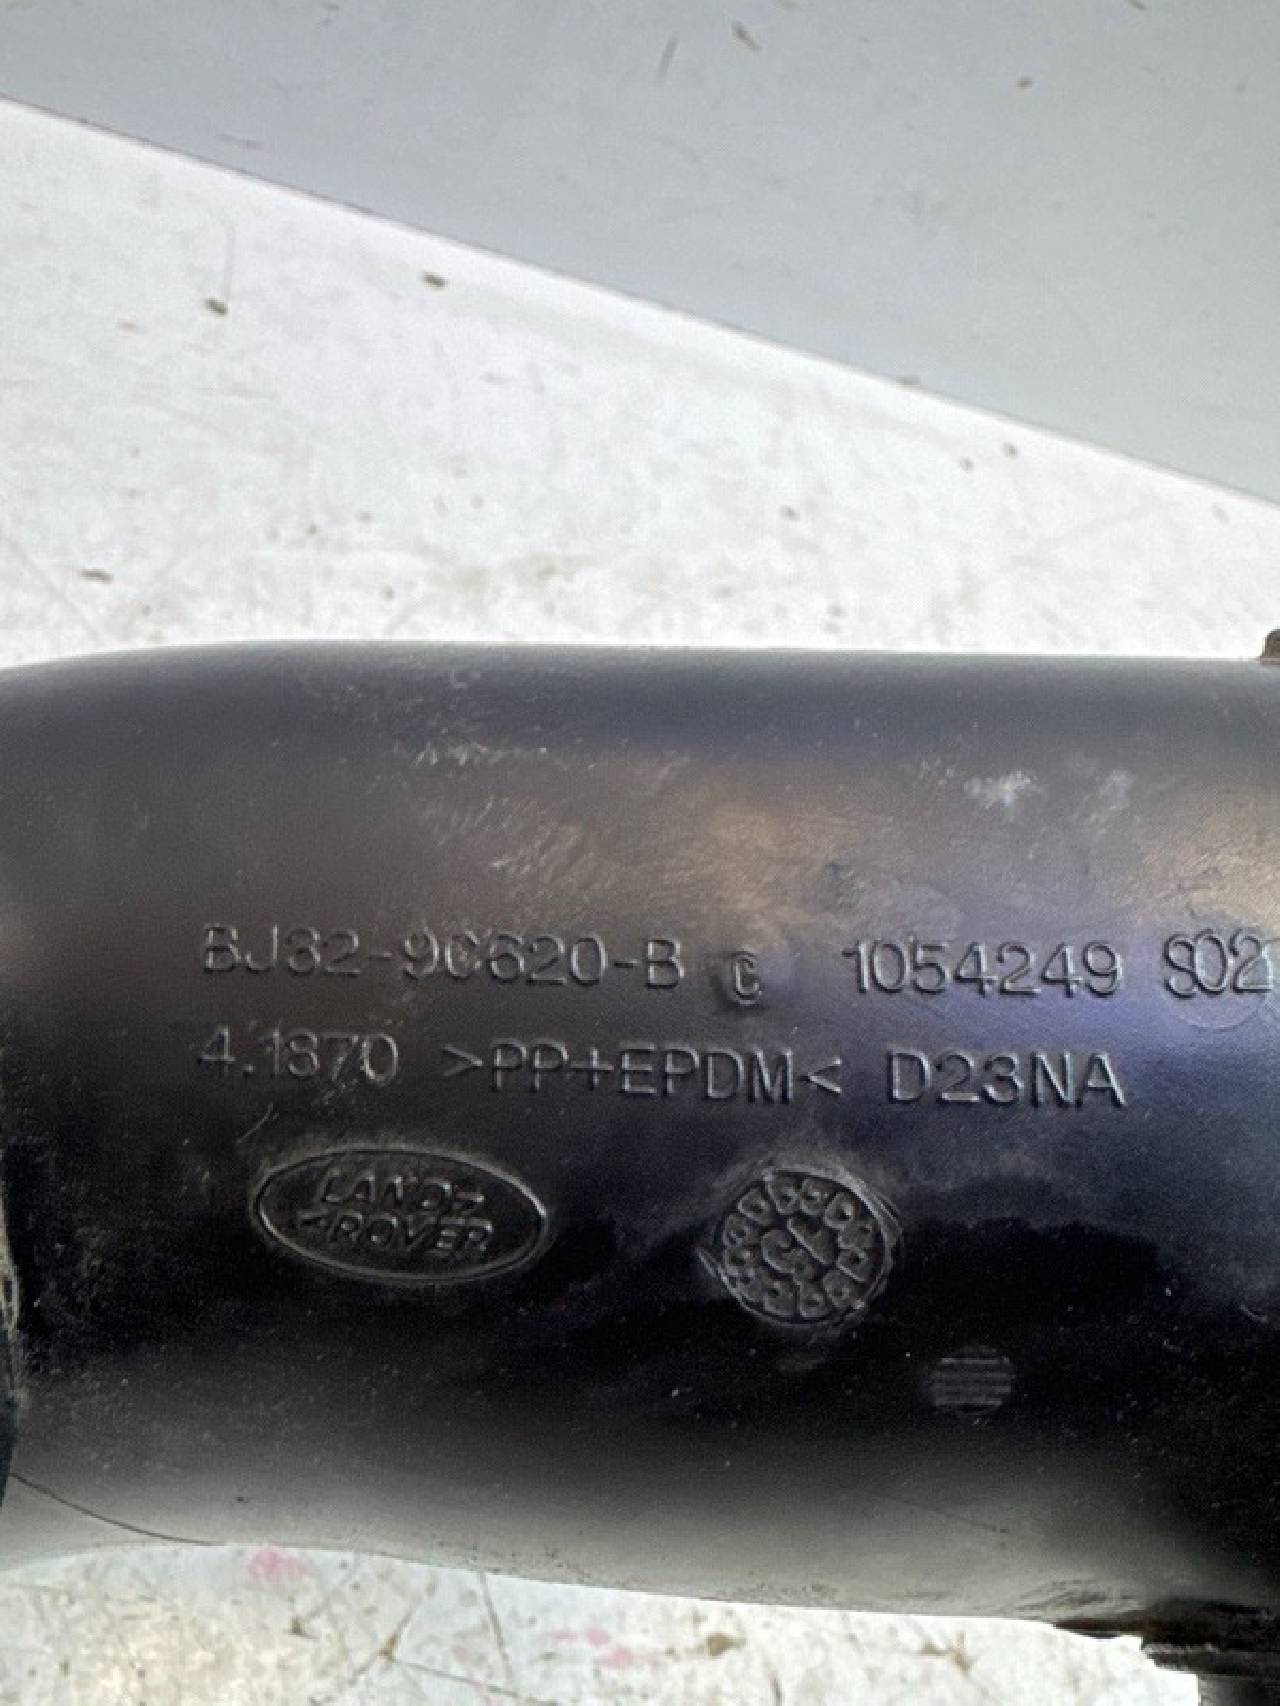 BJ32-9C620-B C 1054249 S02
4.1870 >PP+EPDM< D23NA
LAND
ROVER